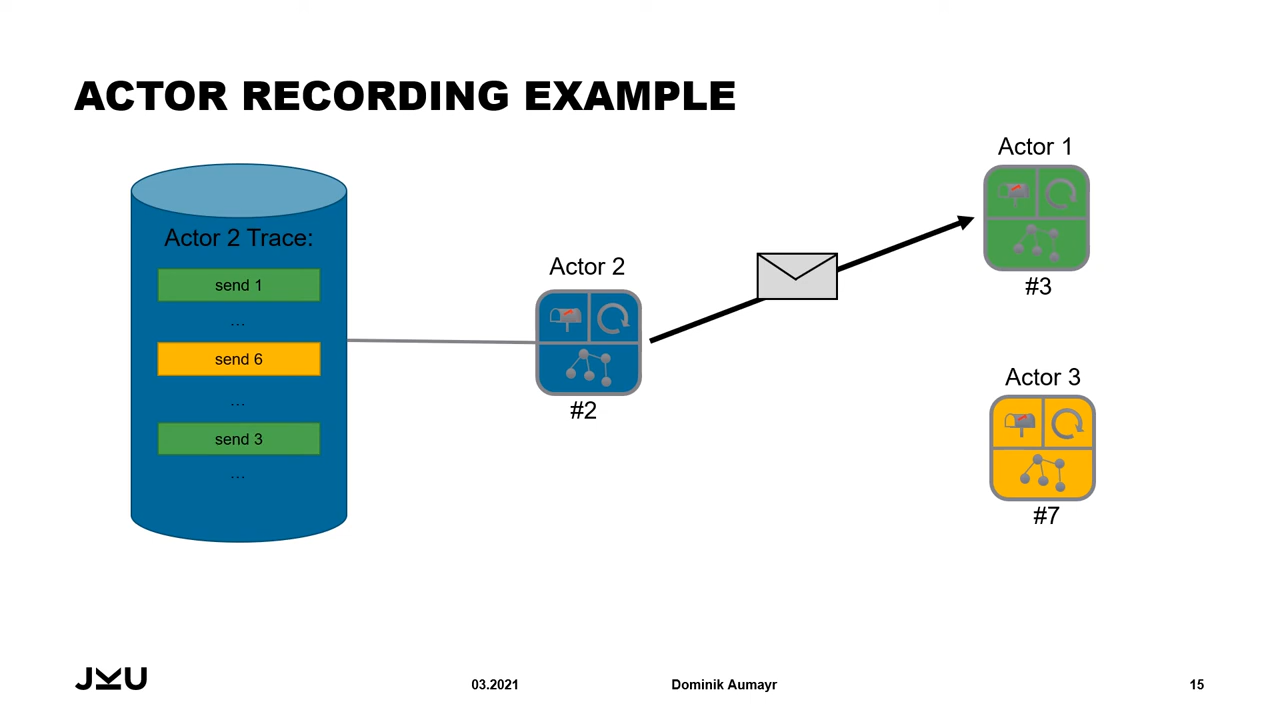 ACTOR RECORDING EXAMPLE
Actor 2 Trace:
send 1
...
send 6
...
send 3
...
Actor 2
#2
Actor 1
#3
Actor 3
#7
JKU
03.2021
Dominik Aumayr
15